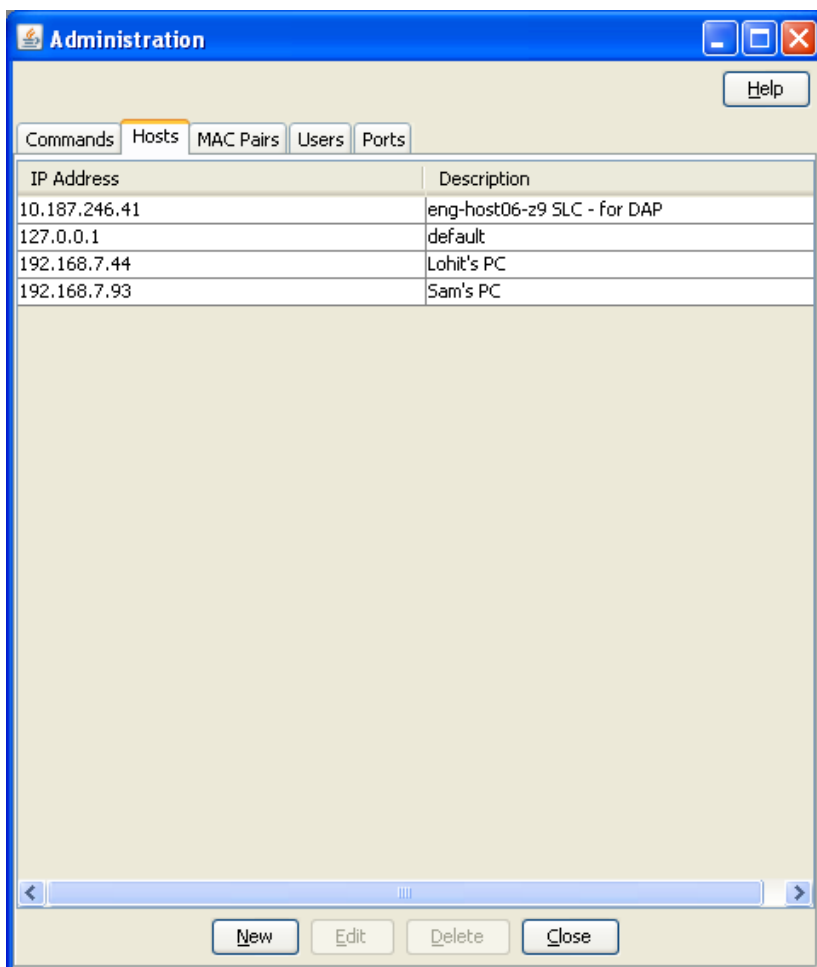 Administration
Help
Commands Hosts MAC Pairs Users Ports
IP Address Description
10.187.246.41 eng-host06-z9 SLC - for DAP
127.0.0.1 default
192.168.7.44 Lohit's PC
192.168.7.93 Sam's PC
New Edit Delete Close